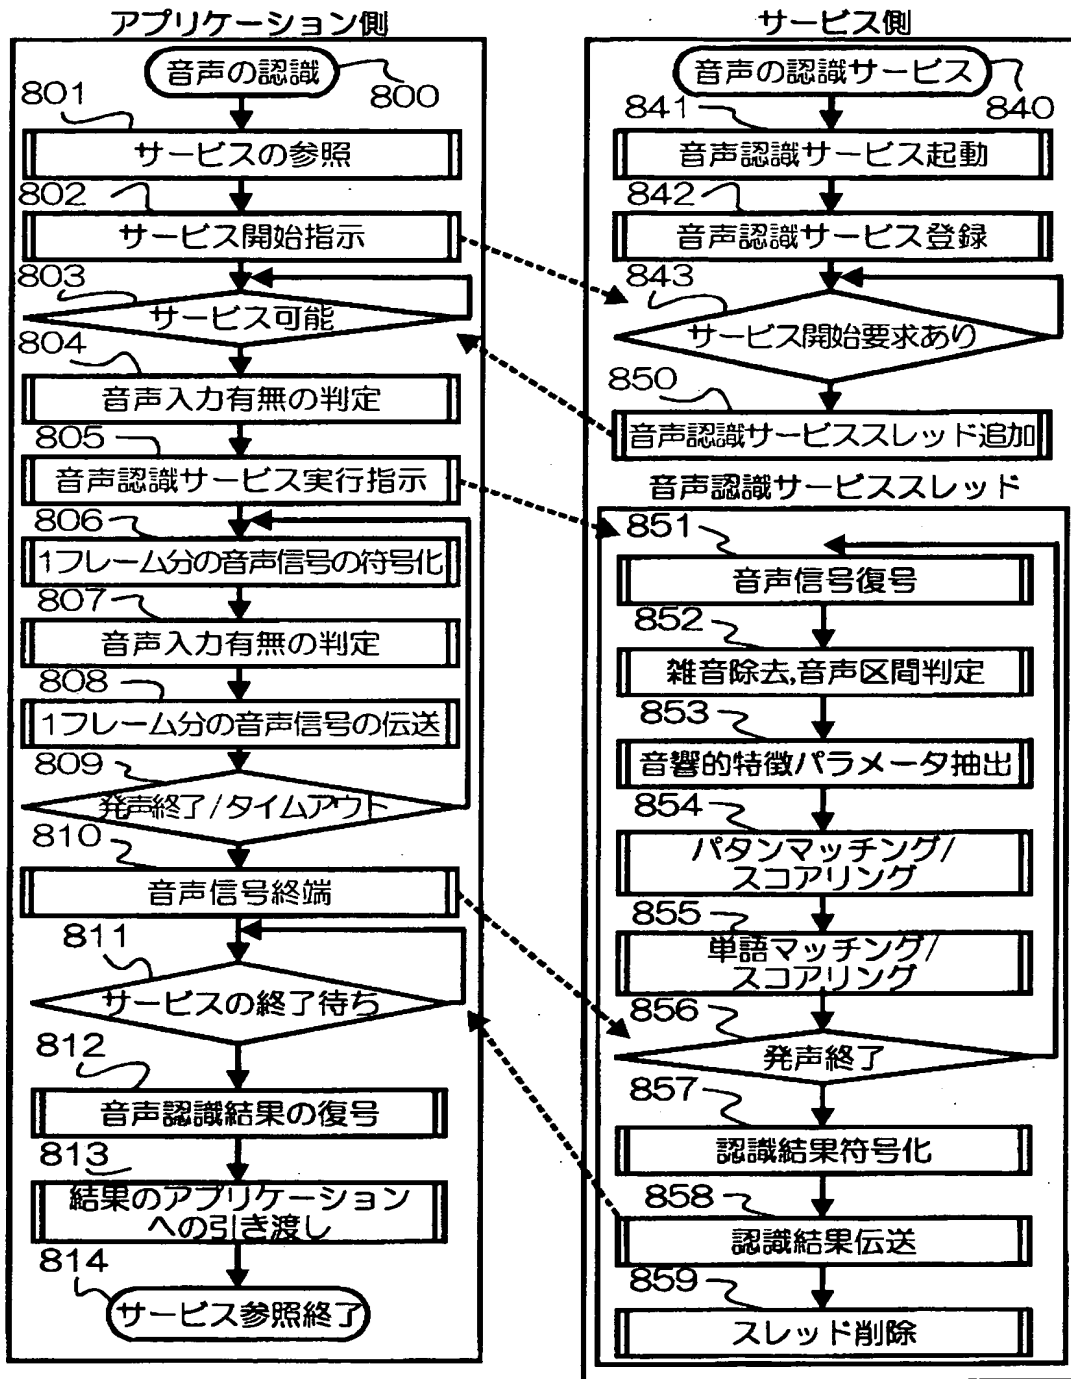 アプリケーション側
音声の認識
800
801
サービスの参照
802
サービス開始指示
803
サービス可能
804
音声入力有無の判定
805
音声認識サービス実行指示
806
1フレーム分の音声信号の符号化
807
音声入力有無の判定
808
1フレーム分の音声信号の伝送
809
発声終了/タイムアウト
810
音声信号終端
811
サービスの終了待ち
812
音声認識結果の復号
813
結果のアプリケーション
への引き渡し
814
サービス参照終了
サービス側
音声の認識サービス
840
841
音声認識サービス起動
842
音声認識サービス登録
843
サービス開始要求あり
850
音声認識サービススレッド追加
音声認識サービススレッド
851
音声信号復号
852
雑音除去,音声区間判定
853
音響的特徴パラメータ抽出
854
パタンマッチング/
スコアリング
855
単語マッチング/
スコアリング
856
発声終了
857
認識結果符号化
858
認識結果伝送
859
スレッド削除